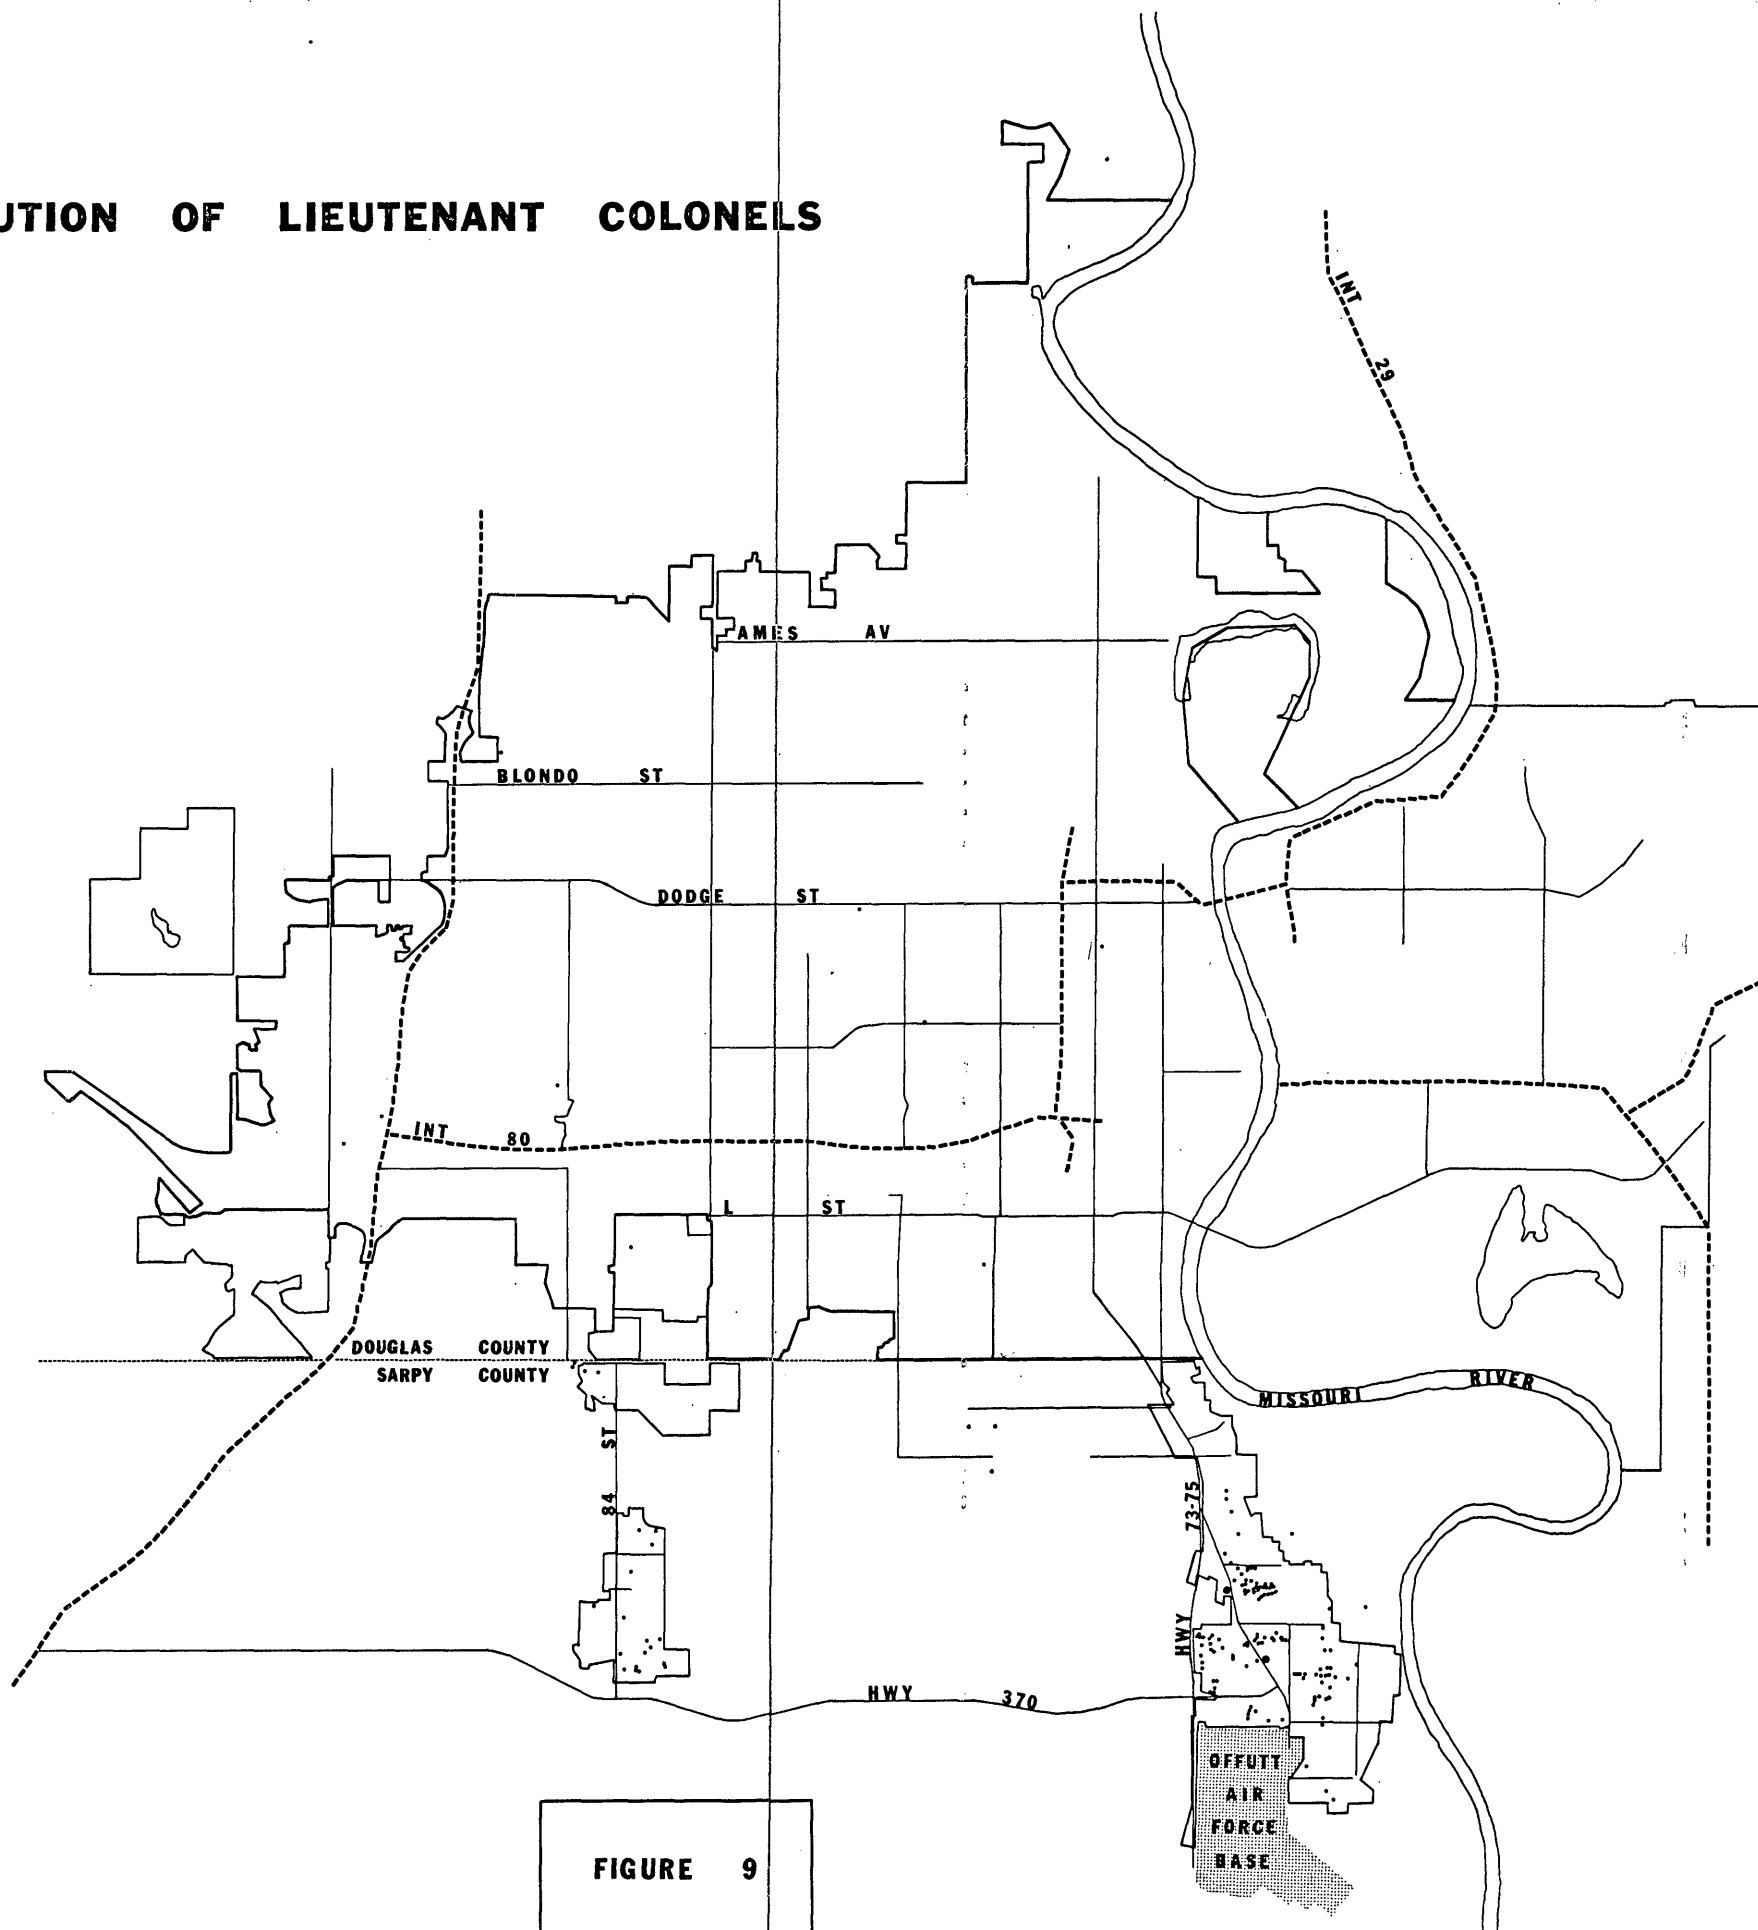 UTION OF LIEUTENANT COLONELS
INT 29
AMES AV
BLONDO ST
DODGE ST
INT 80
L ST
DOUGLAS COUNTY
SARPY COUNTY
MISSOURI RIVER
84 ST
HWY 73-75
HWY 370
OFFUTT
AIR
FORCE
BASE
FIGURE 9